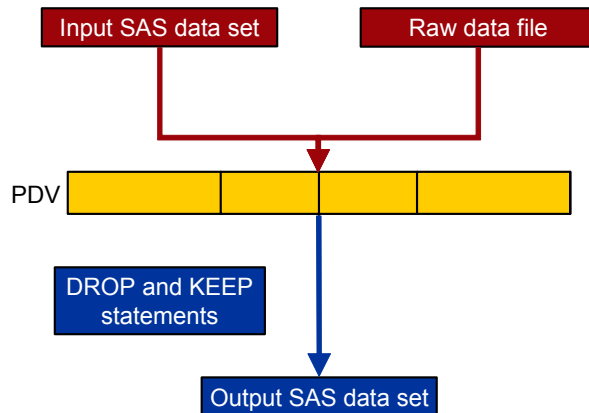 Input SAS data set
Raw data file
PDV
DROP and KEEP
statements
Output SAS data set